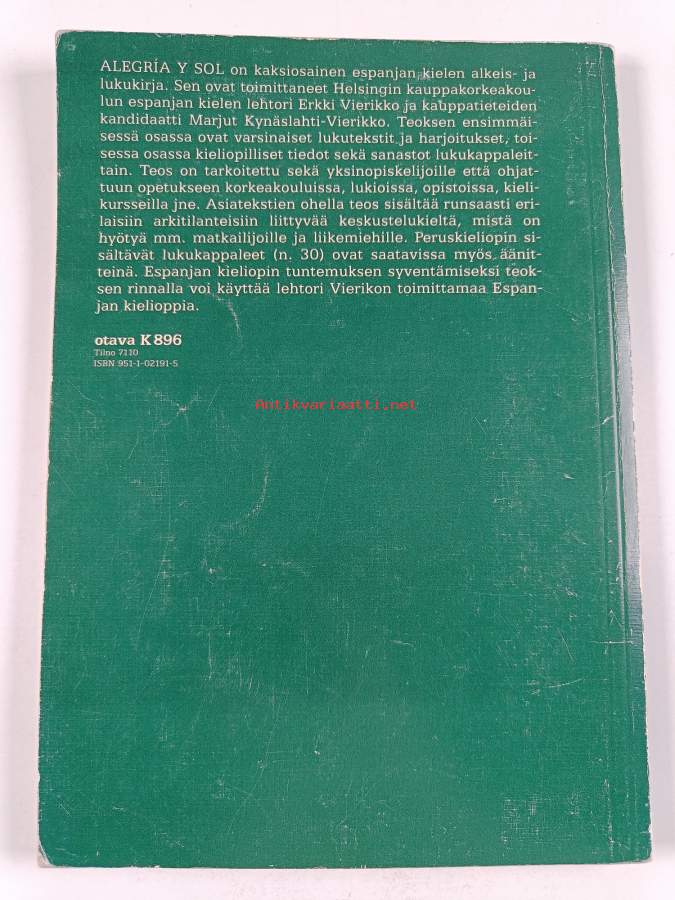 ALEGRÍA Y SOL on kaksiosainen espanjan kielen alkeis- ja
lukukirja. Sen ovat toimittaneet Helsingin kauppakorkeakou-
lun espanjan kielen lehtori Erkki Vierikko ja kauppatieteiden
kandidaatti Marjut Kynäslahti-Vierikko. Teoksen ensimmäi-
sessä osassa ovat varsinaiset lukutekstit ja harjoitukset, toi-
sessa osassa kieliopilliset tiedot sekä sanastot lukukappaleit-
tain. Teos on tarkoitettu sekä yksinopiskelijoille että ohjat-
tuun opetukseen korkeakouluissa, lukioissa, opistoissa, kieli-
kursseilla jne. Asiatekstien ohella teos sisältää runsaasti eri-
laisiin arkitilanteisiin liittyvää keskustelukieltä, mistä on
hyötyä mm. matkailijoille ja liikemiehille. Peruskieliopin si-
sältävät lukukappaleet (n. 30) ovat saatavissa myös äänit-
teinä. Espanjan kieliopin tuntemuksen syventämiseksi teok-
sen rinnalla voi käyttää lehtori Vierikon toimittamaa Espan-
jan kielioppia.
otava K 896
Tilno 7110
ISBN 951-1-02191-5
Antikvariaatti.net